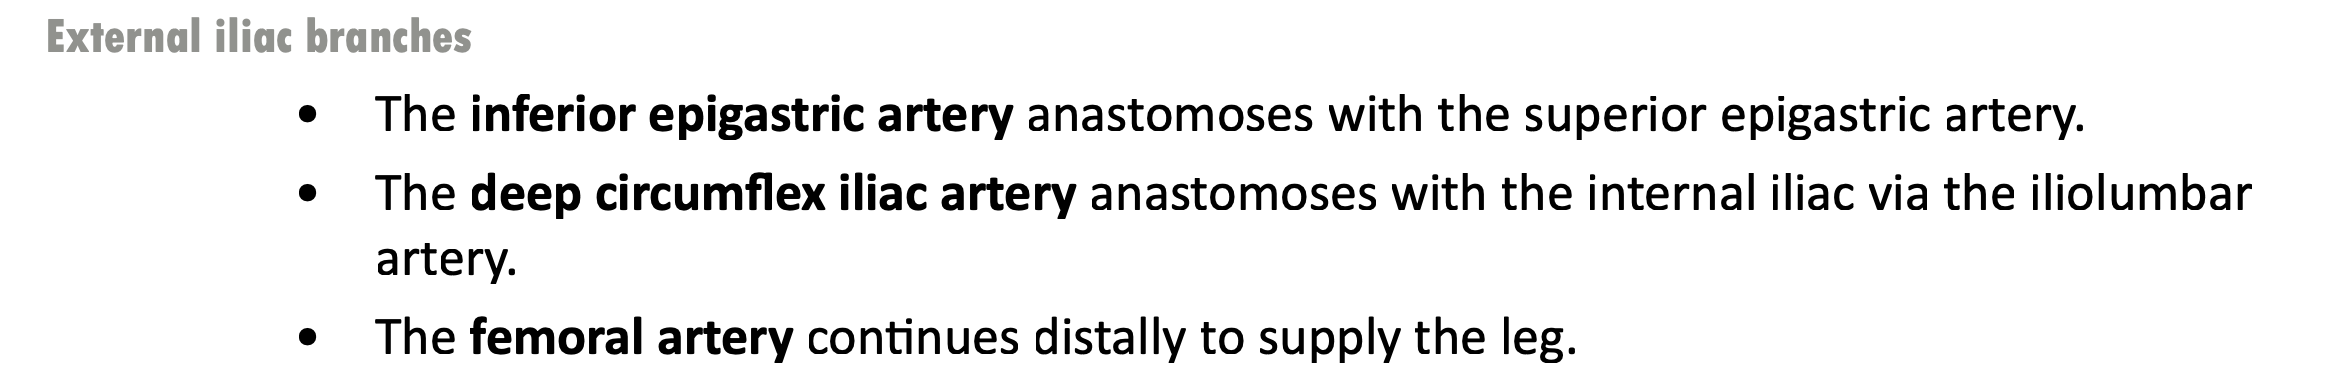 External iliac branches
• The inferior epigastric artery anastomoses with the superior epigastric artery.
• The deep circumflex iliac artery anastomoses with the internal iliac via the iliolumbar
artery.
• The femoral artery continues distally to supply the leg.